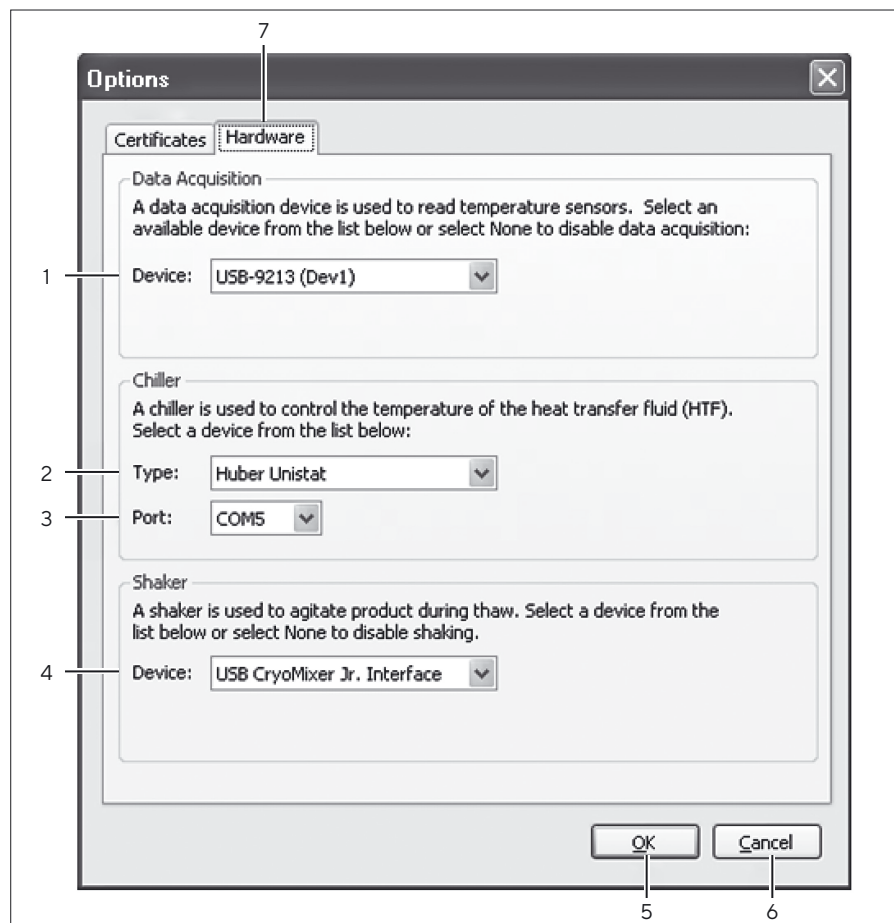 7
Options
Certificates Hardware
Data Acquisition
A data acquisition device is used to read temperature sensors. Select an
available device from the list below or select None to disable data acquisition:
1 Device: USB-9213 (Dev1)
Chiller
A chiller is used to control the temperature of the heat transfer fluid (HTF).
Select a device from the list below:
2 Type: Huber Unistat
3 Port: COM5
Shaker
A shaker is used to agitate product during thaw. Select a device from the
list below or select None to disable shaking.
4 Device: USB CryoMixer Jr. Interface
OK Cancel
5 6